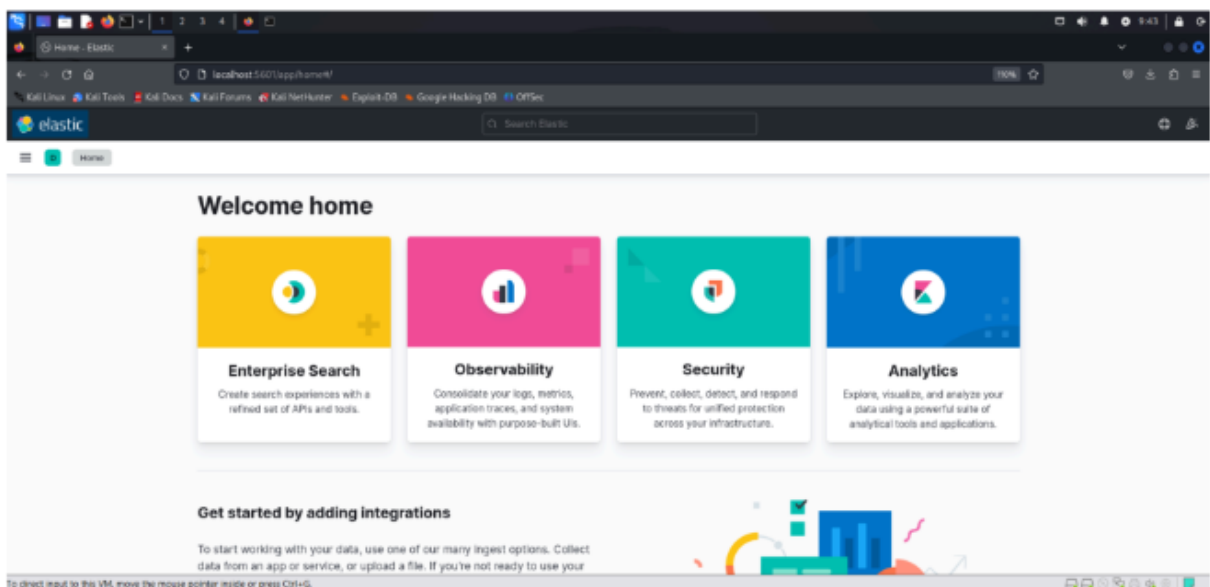 1 2 3 4
9:43
Home - Elastic
localhost:5601/app/home#/
110%
Kali Linux Kali Tools Kali Docs Kali Forums Kali NetHunter Exploit-DB Google Hacking DB OffSec
elastic
Search Elastic
D Home
Welcome home
Enterprise Search
Create search experiences with a
refined set of APIs and tools.
Observability
Consolidate your logs, metrics,
application traces, and system
availability with purpose-built UIs.
Security
Prevent, collect, detect, and respond
to threats for unified protection
across your infrastructure.
Analytics
Explore, visualize, and analyze your
data using a powerful suite of
analytical tools and applications.
Get started by adding integrations
To start working with your data, use one of our many ingest options. Collect
data from an app or service, or upload a file. If you're not ready to use your
To direct input to this VM, move the mouse pointer inside or press Ctrl+G.